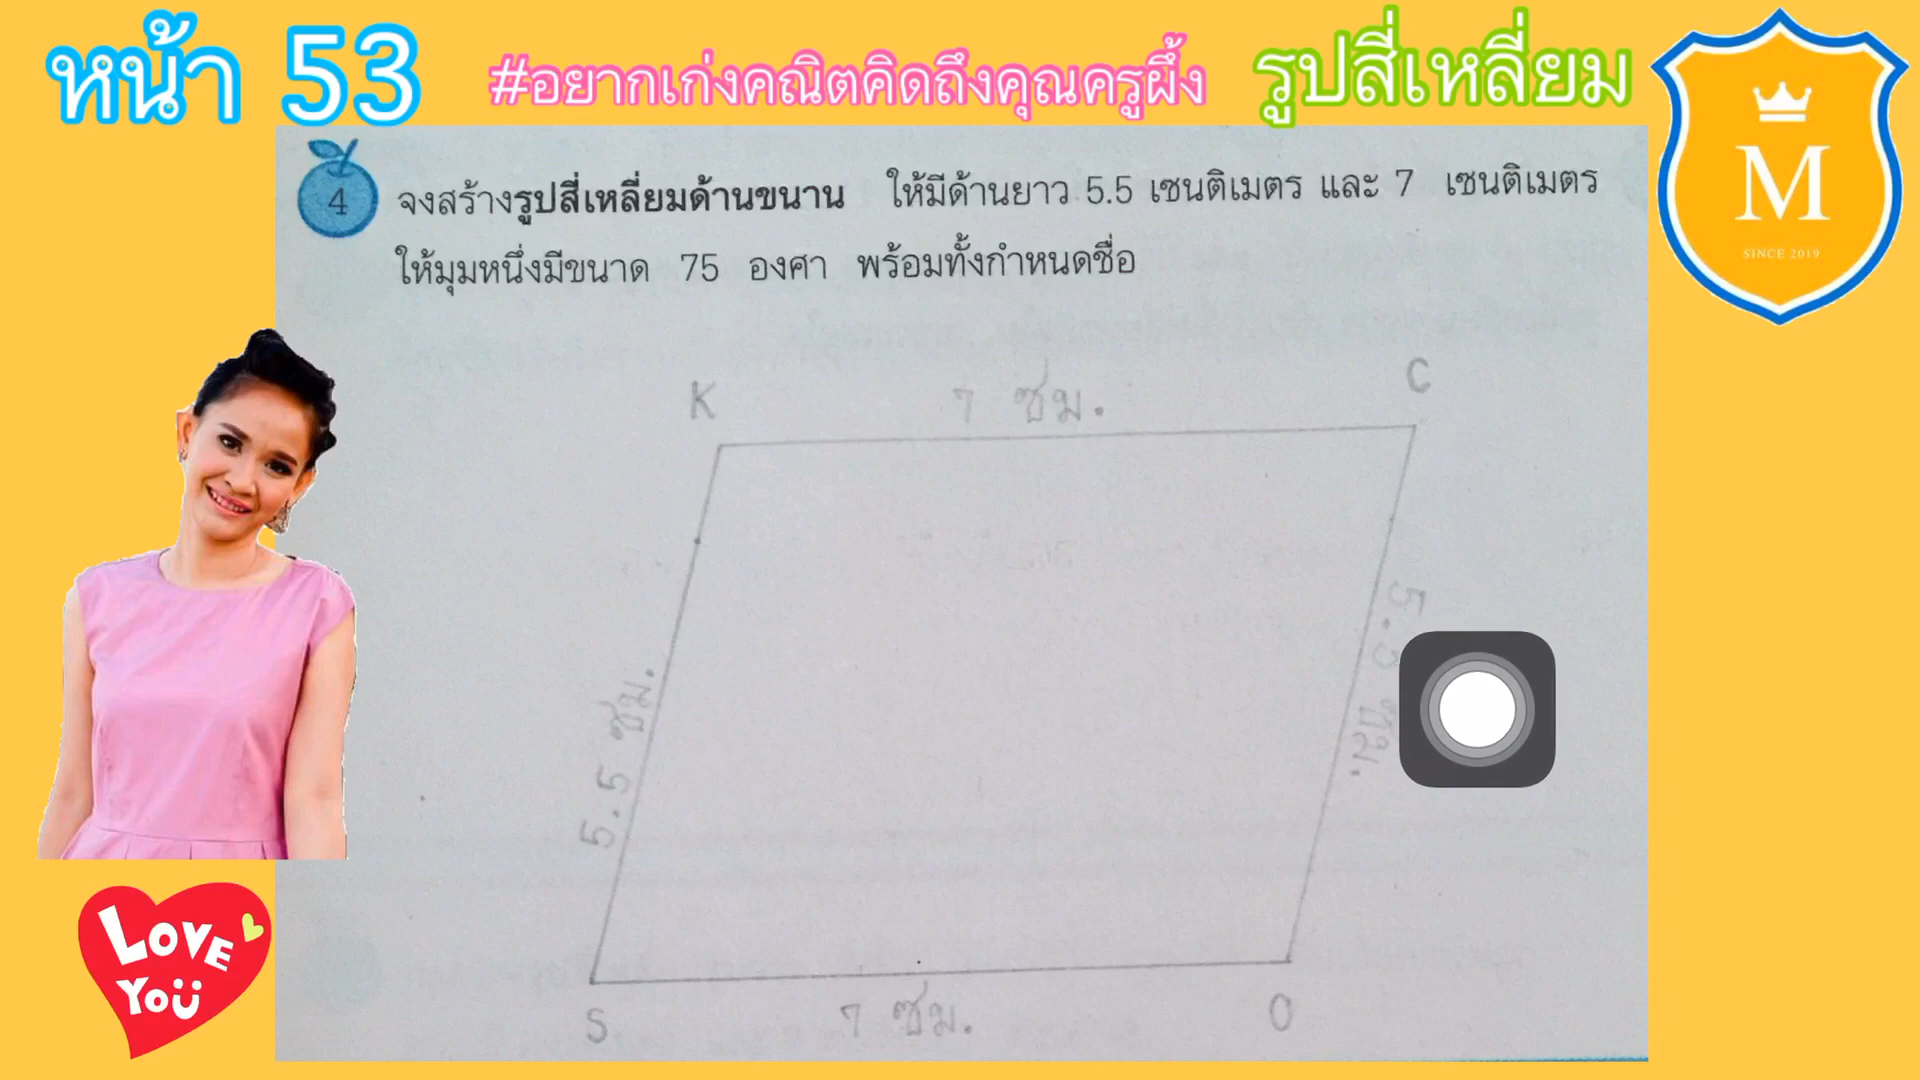 หน้า 53
#อยากเก่งคณิตคิดถึงคุณครูผึ้ง
รูปสี่เหลี่ยม
M
SINCE 2019
4 จงสร้างรูปสี่เหลี่ยมด้านขนาน ให้มีด้านยาว 5.5 เซนติเมตร และ 7 เซนติเมตร
ให้มุมหนึ่งมีขนาด 75 องศา พร้อมทั้งกำหนดชื่อ
K
7 ซม.
C
5.5 ซม.
5.5 ซม.
S
7 ซม.
O
LOVE
YOU